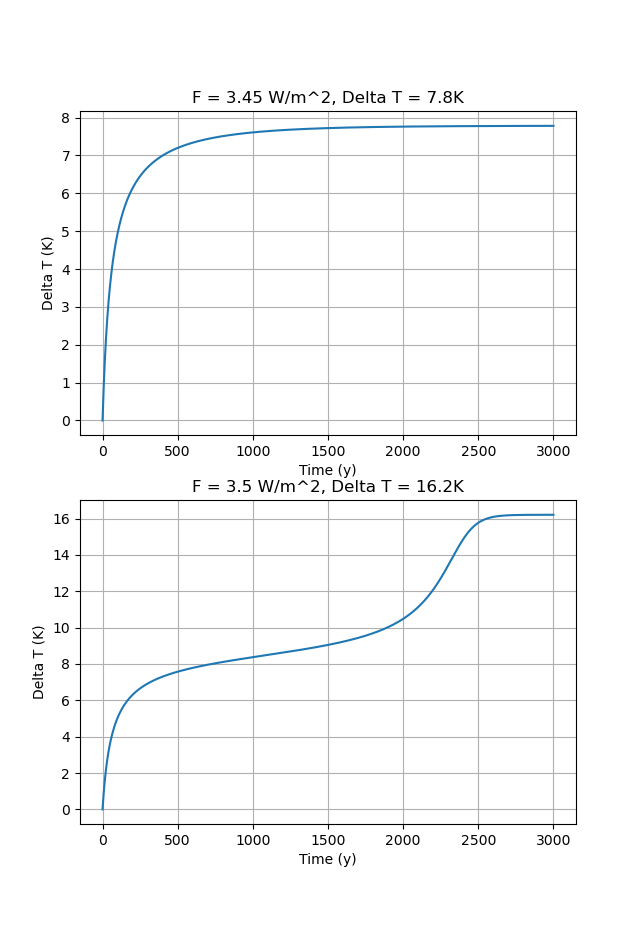 F = 3.45 W/m^2, Delta T = 7.8K
8
7
6
5
4
3
2
1
0
Delta T (K)
0 500 1000 1500 2000 2500 3000
Time (y)
F = 3.5 W/m^2, Delta T = 16.2K
16
14
12
10
8
6
4
2
0
Delta T (K)
0 500 1000 1500 2000 2500 3000
Time (y)